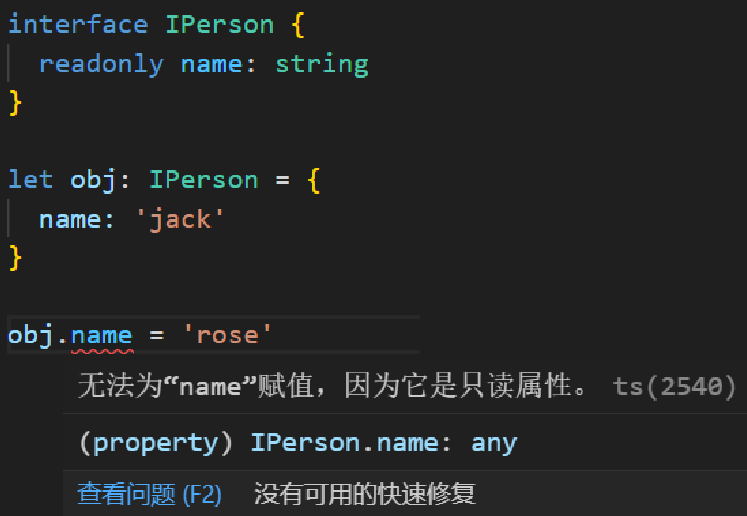 interface IPerson {
readonly name: string
}
let obj: IPerson = {
name: 'jack'
}
obj.name = 'rose'
无法为“name”赋值，因为它是只读属性。 ts(2540)
(property) IPerson.name: any
查看问题 (F2) 没有可用的快速修复